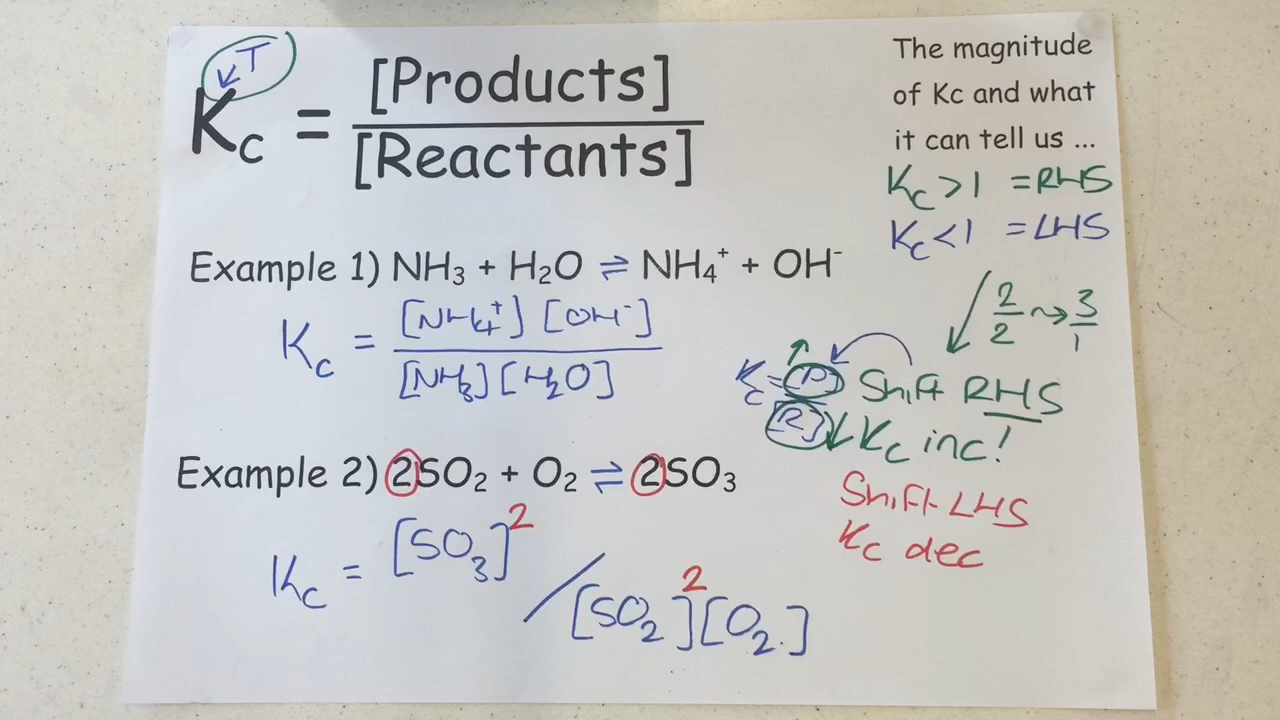 T
Kc = [Products]
[Reactants]
The magnitude
of Kc and what
it can tell us ...
Kc > 1 = RHS
Kc < 1 = LHS
Example 1) NH₃ + H₂O ⇌ NH₄⁺ + OH⁻
Kc = [NH₄⁺] [OH⁻]
[NH₃] [H₂O]
2/2 ⇝ 3/1
Kc = [P]
[R]
Shift RHS
Kc inc!
Example 2) 2SO₂ + O₂ ⇌ 2SO₃
Shift LHS
Kc dec
Kc = [SO₃]² / [SO₂]² [O₂]